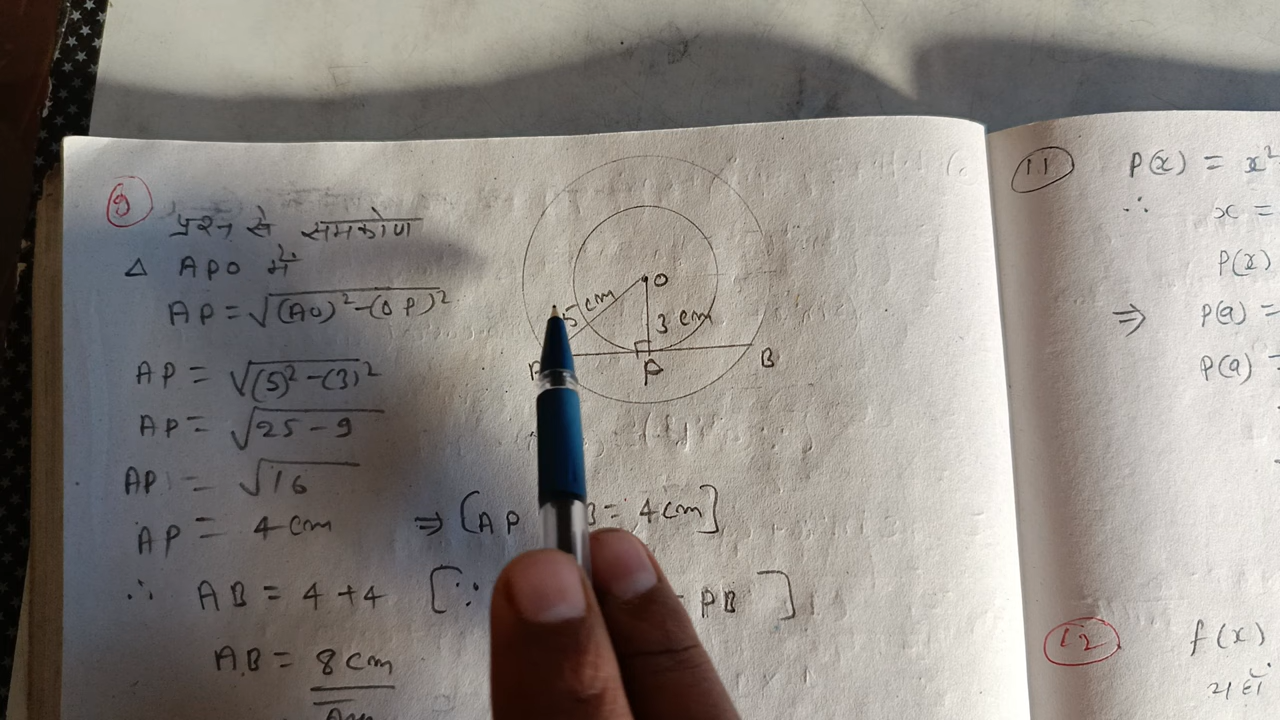 9
प्रश्न से समकोण
Δ APO में
AP = √(AO)² - (OP)²
AP = √(5)² - (3)²
AP = √25 - 9
AP = √16
AP = 4 cm ⇒ [AP B = 4 cm]
∴ AB = 4 + 4 [∵ PB]
AB = 8 cm
Ans
O
5 cm
3 cm
P
B
11
P(x) = x²
∴ x =
P(x)
⇒ P(a) =
P(a)
12
f(x)
यहाँ